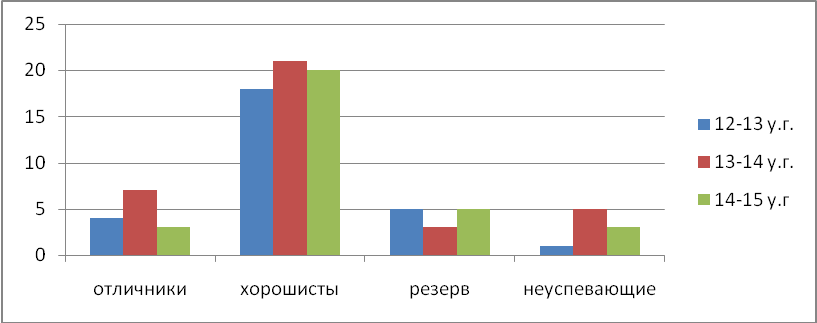 25
20
15
10
5
0
отличники хорошисты резерв неуспевающие
12-13 у.г.
13-14 у.г.
14-15 у.г